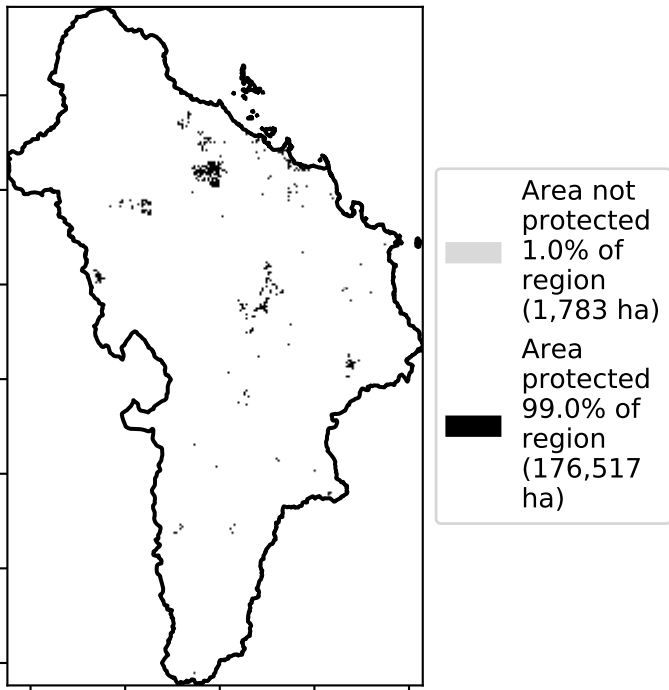 Area not
protected
1.0% of
region
(1,783 ha)
Area
protected
99.0% of
region
(176,517
ha)